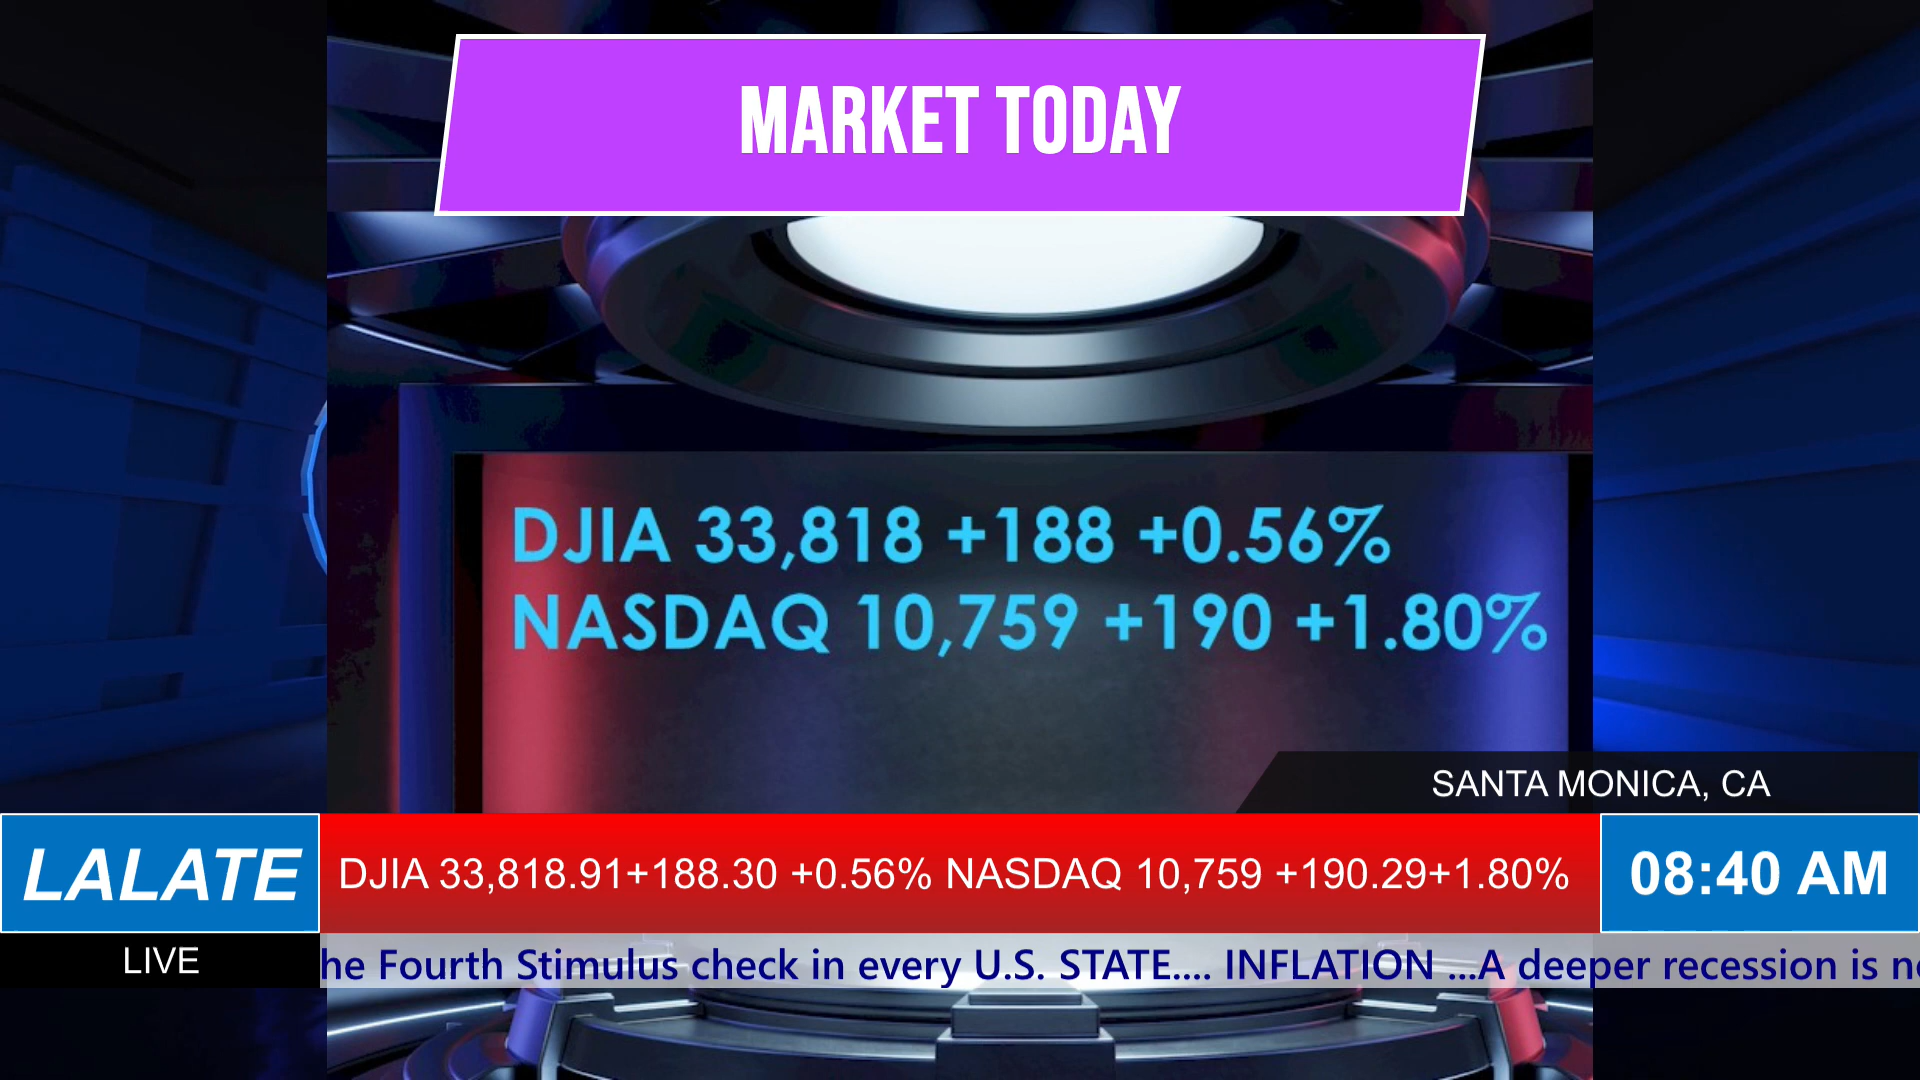 MARKET TODAY
DJIA 33,818 +188 +0.56%
NASDAQ 10,759 +190 +1.80%
SANTA MONICA, CA
LALATE
DJIA 33,818.91+188.30 +0.56% NASDAQ 10,759 +190.29+1.80%
08:40 AM
LIVE
he Fourth Stimulus check in every U.S. STATE.... INFLATION ...A deeper recession is